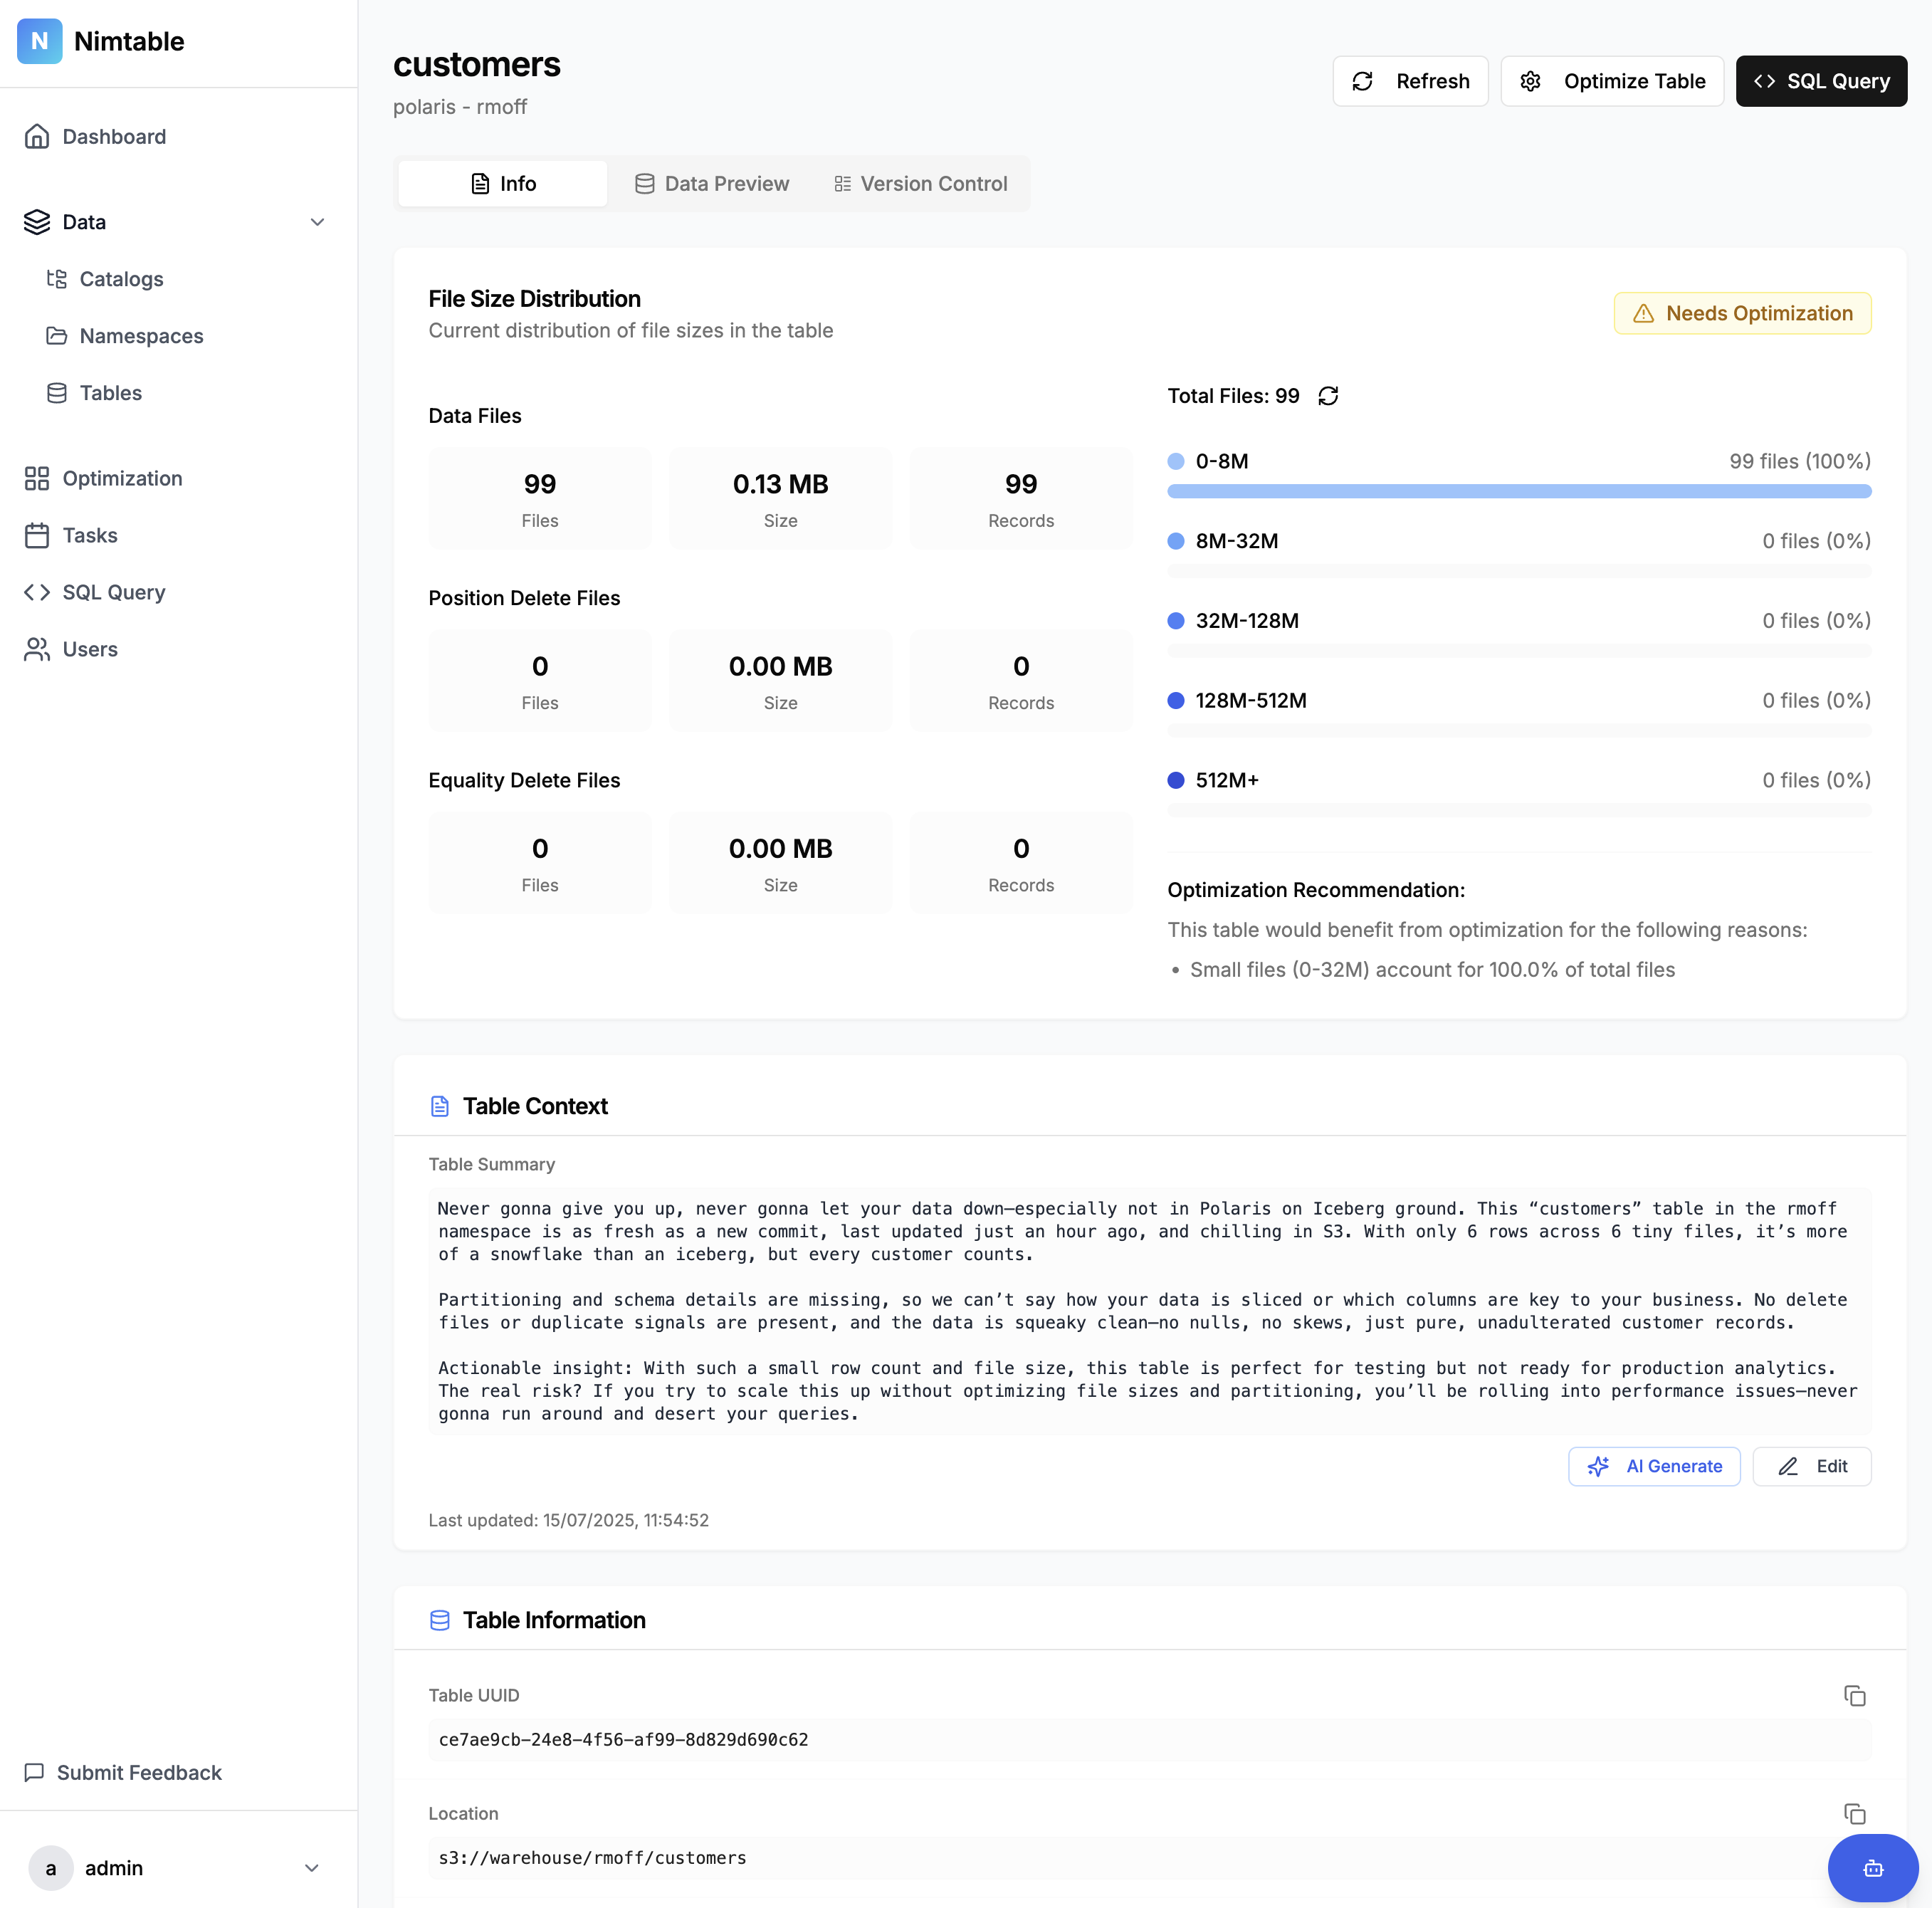 N Nimtable
Dashboard
Data
Catalogs
Namespaces
Tables
Optimization
Tasks
SQL Query
Users
Submit Feedback
a admin
customers
polaris - rmoff
Refresh
Optimize Table
SQL Query
Info
Data Preview
Version Control
File Size Distribution
Current distribution of file sizes in the table
Needs Optimization
Data Files
99
Files
0.13 MB
Size
99
Records
Position Delete Files
0
Files
0.00 MB
Size
0
Records
Equality Delete Files
0
Files
0.00 MB
Size
0
Records
Total Files: 99
0-8M 99 files (100%)
8M-32M 0 files (0%)
32M-128M 0 files (0%)
128M-512M 0 files (0%)
512M+ 0 files (0%)
Optimization Recommendation:
This table would benefit from optimization for the following reasons:
• Small files (0-32M) account for 100.0% of total files
Table Context
Table Summary
Never gonna give you up, never gonna let your data down—especially not in Polaris on Iceberg ground. This “customers” table in the rmoff
namespace is as fresh as a new commit, last updated just an hour ago, and chilling in S3. With only 6 rows across 6 tiny files, it’s more
of a snowflake than an iceberg, but every customer counts.
Partitioning and schema details are missing, so we can’t say how your data is sliced or which columns are key to your business. No delete
files or duplicate signals are present, and the data is squeaky clean—no nulls, no skews, just pure, unadulterated customer records.
Actionable insight: With such a small row count and file size, this table is perfect for testing but not ready for production analytics.
The real risk? If you try to scale this up without optimizing file sizes and partitioning, you’ll be rolling into performance issues—never
gonna run around and desert your queries.
AI Generate
Edit
Last updated: 15/07/2025, 11:54:52
Table Information
Table UUID
ce7ae9cb-24e8-4f56-af99-8d829d690c62
Location
s3://warehouse/rmoff/customers